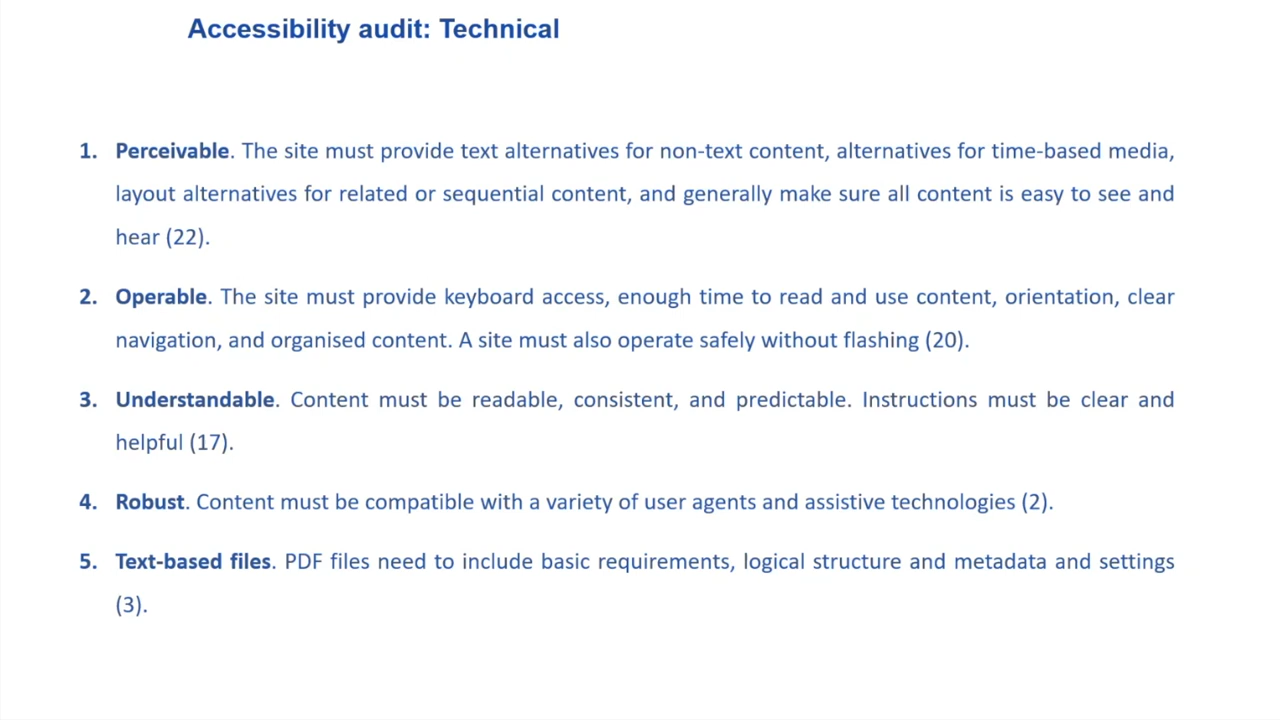 Accessibility audit: Technical
1. Perceivable. The site must provide text alternatives for non-text content, alternatives for time-based media,
layout alternatives for related or sequential content, and generally make sure all content is easy to see and
hear (22).
2. Operable. The site must provide keyboard access, enough time to read and use content, orientation, clear
navigation, and organised content. A site must also operate safely without flashing (20).
3. Understandable. Content must be readable, consistent, and predictable. Instructions must be clear and
helpful (17).
4. Robust. Content must be compatible with a variety of user agents and assistive technologies (2).
5. Text-based files. PDF files need to include basic requirements, logical structure and metadata and settings
(3).